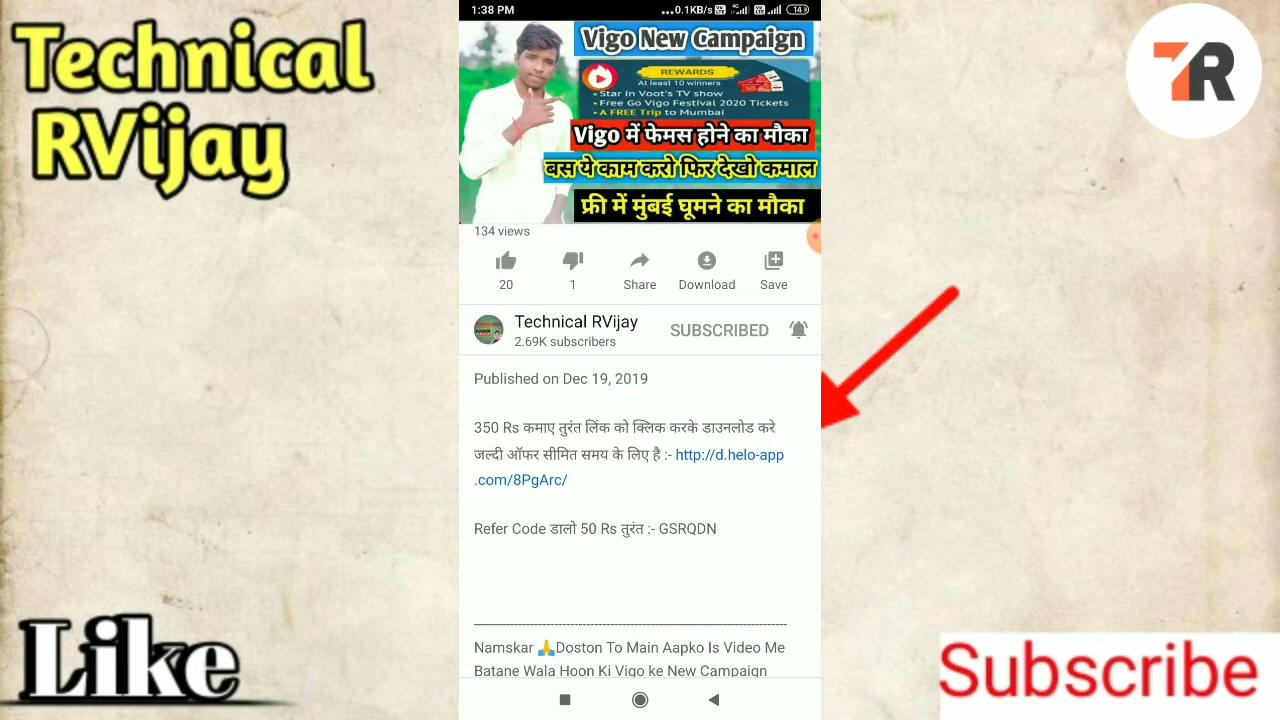 Technical
RVijay
7R
1:38 PM
...0.1KB/s 4G 14
Vigo New Campaign
REWARDS
At least 10 winners
• Star in Voot's TV show
• Free Go Vigo Festival 2020 Tickets
• A FREE Trip to Mumbai
Vigo में फेमस होने का मौका
बस ये काम करो फिर देखो कमाल
फ्री में मुंबई घूमने का मौका
134 views
20
1
Share
Download
Save
Technical RVijay
2.69K subscribers
SUBSCRIBED
Published on Dec 19, 2019
350 Rs कमाए तुरंत लिंक को क्लिक करके डाउनलोड करे
जल्दी ऑफर सीमित समय के लिए है :- http://d.helo-app
.com/8PgArc/
Refer Code डालो 50 Rs तुरंत :- GSRQDN
Namskar 🙏Doston To Main Aapko Is Video Me
Batane Wala Hoon Ki Vigo ke New Campaign
Like
Subscribe